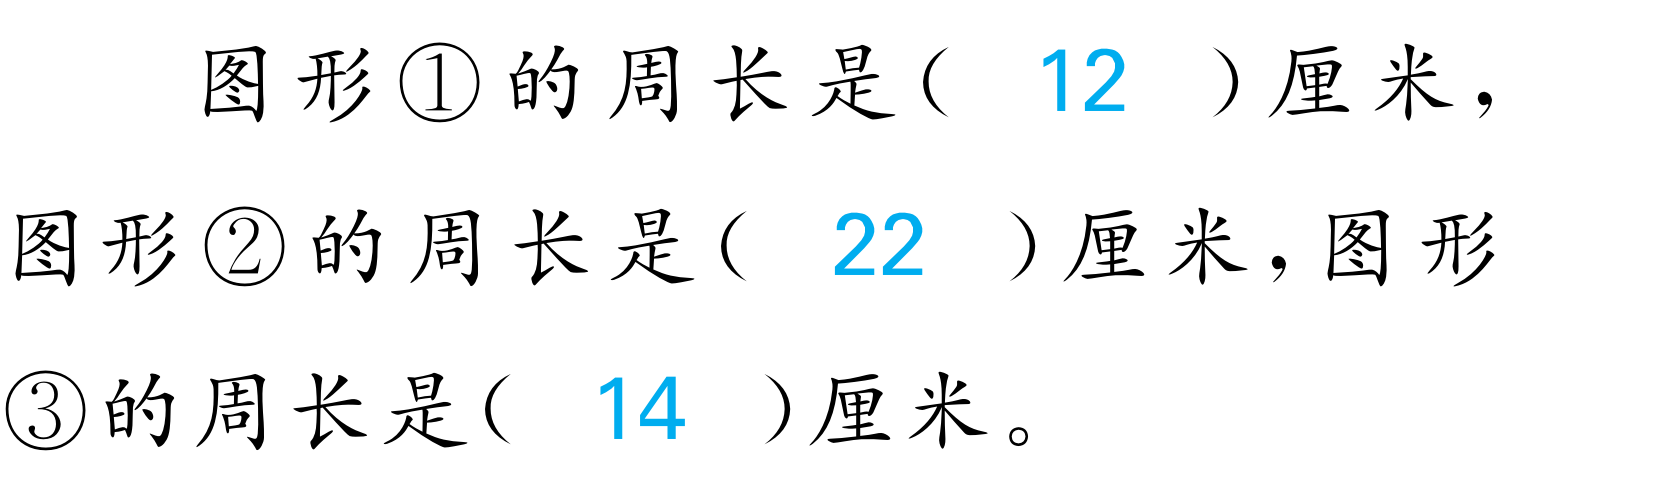 图形①的周长是( 12 )厘米,
图形②的周长是( 22 )厘米,图形
③的周长是( 14 )厘米。